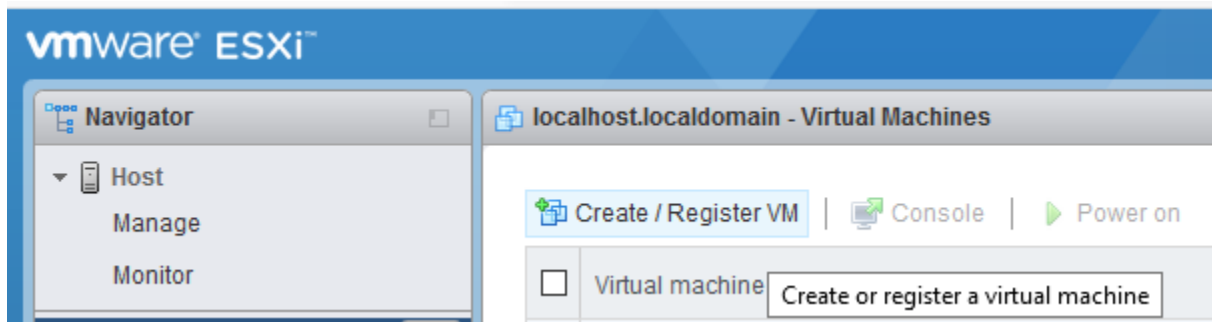 vmware® ESXi™
Navigator
localhost.localdomain - Virtual Machines
Host
Manage
Monitor
Create / Register VM | Console | Power on
Virtual machine
Create or register a virtual machine